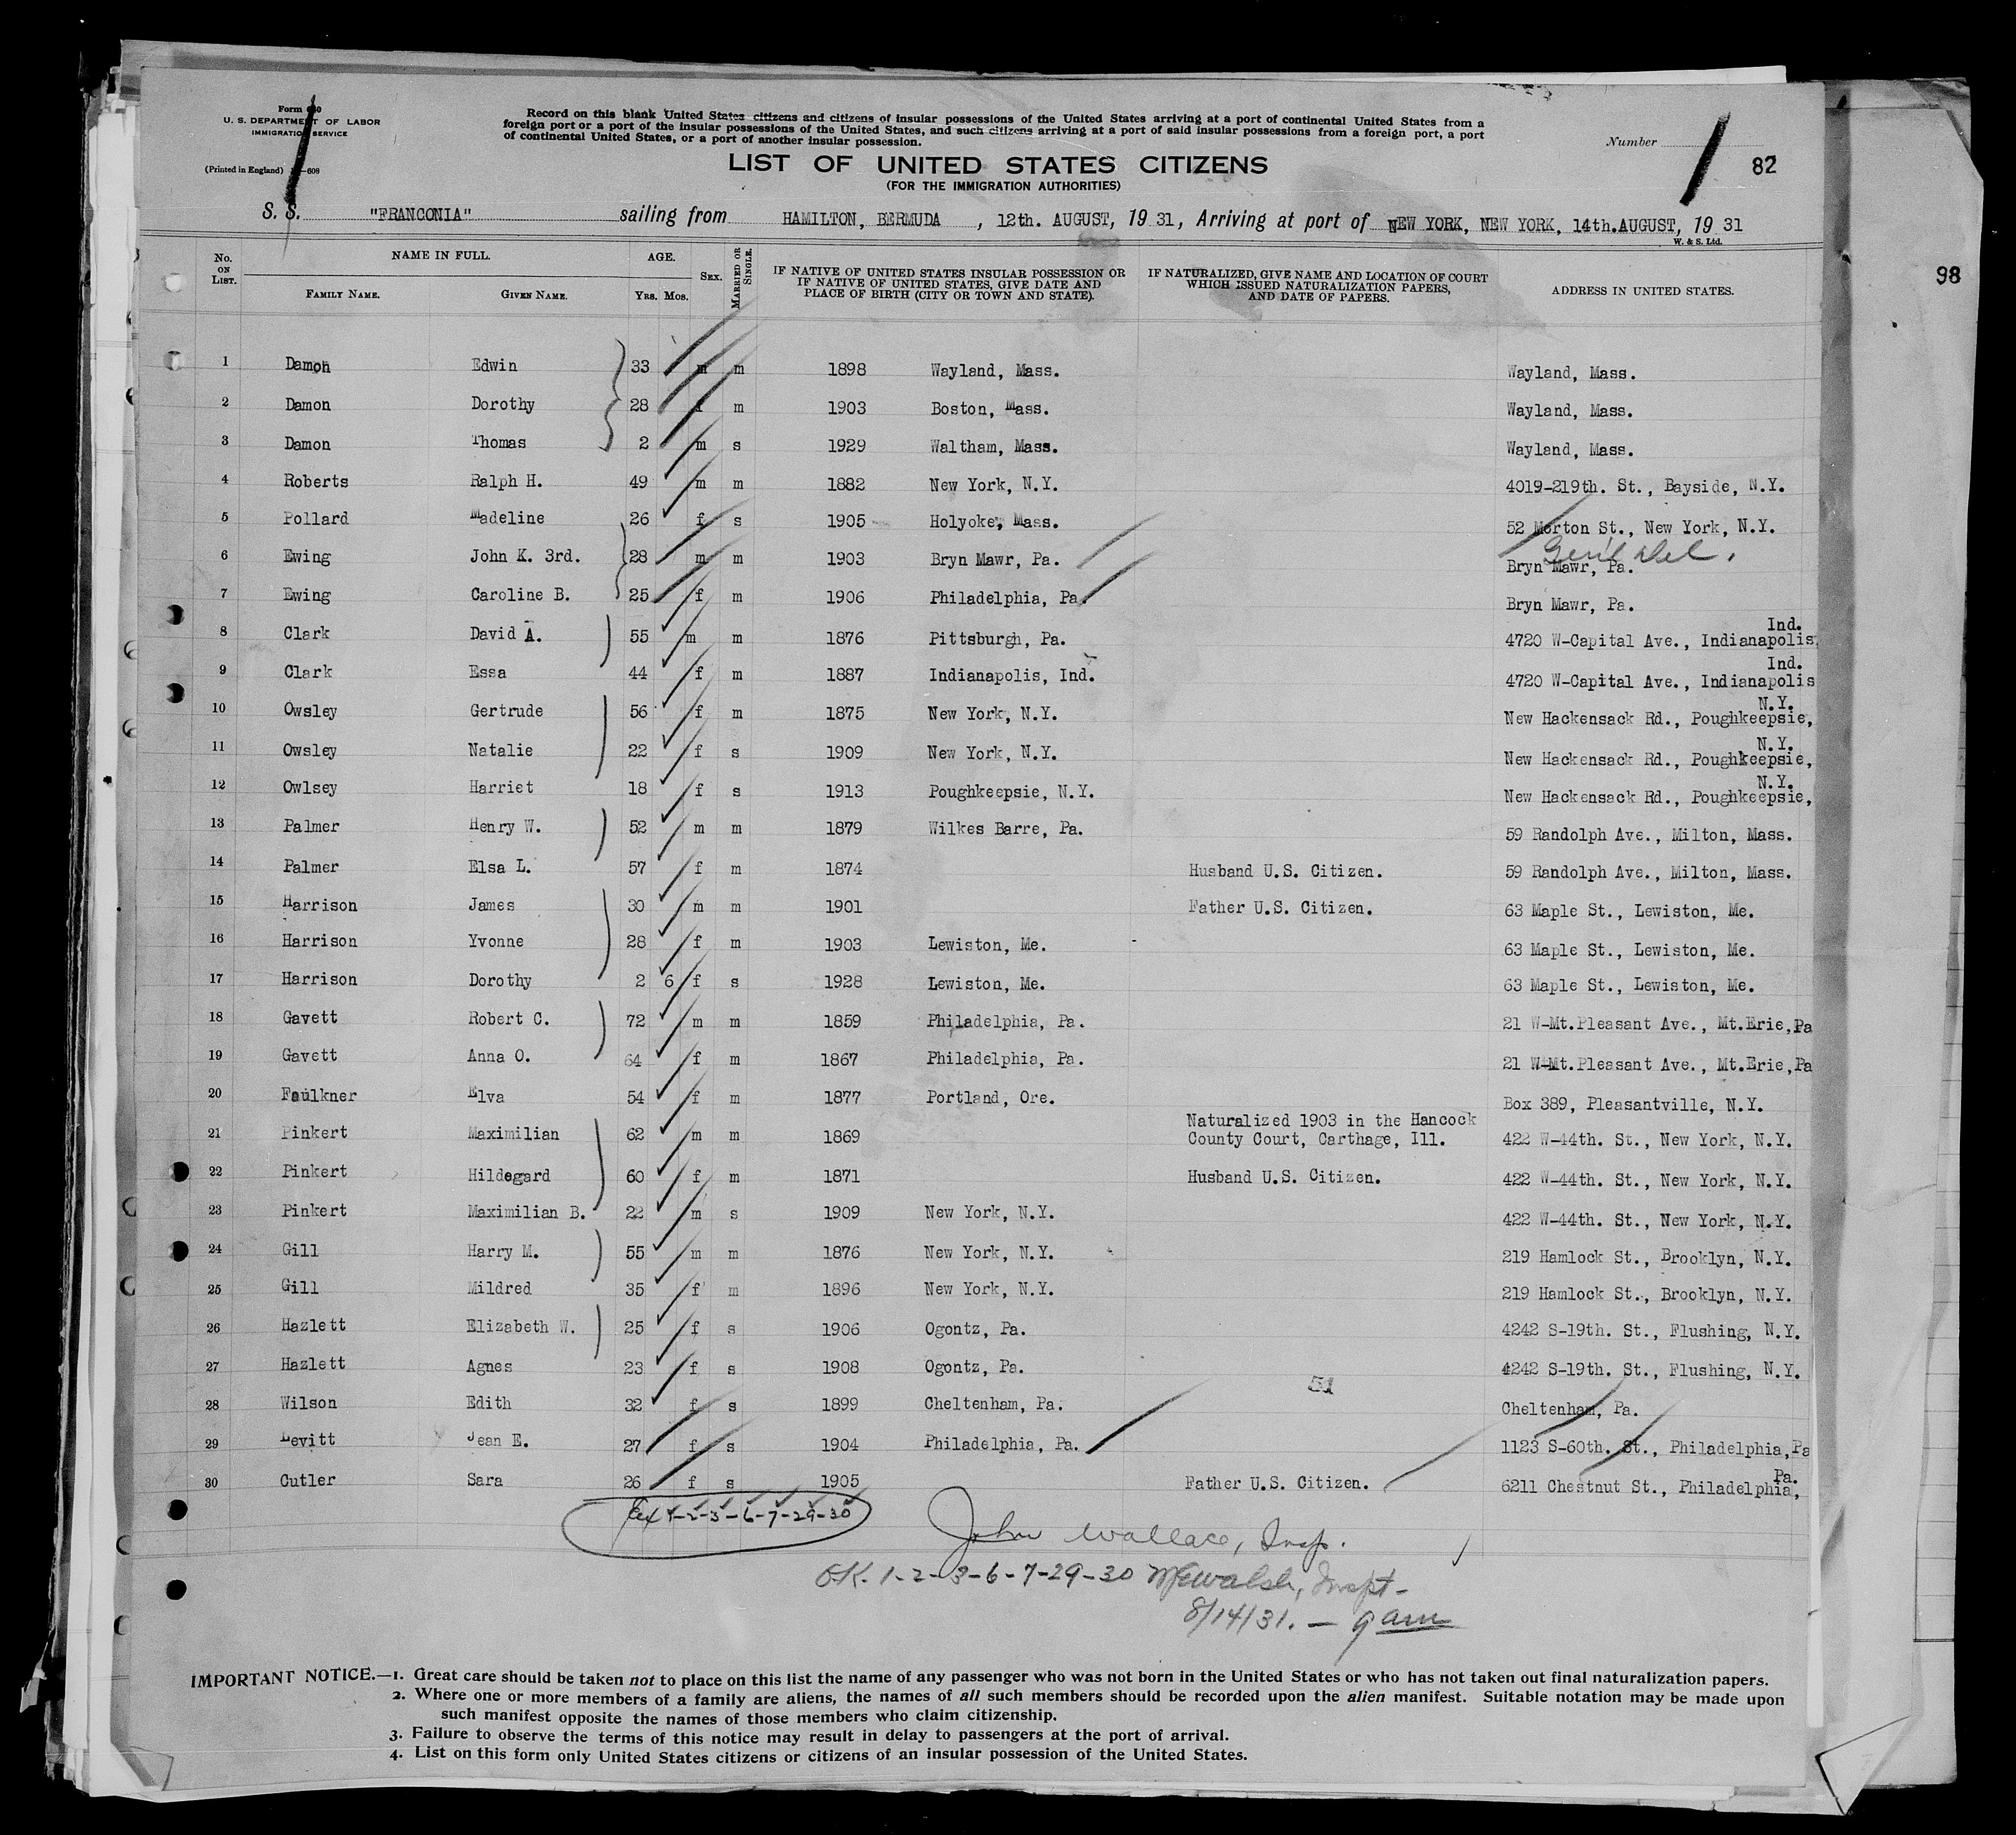 Form 630
U. S. DEPARTMENT OF LABOR
IMMIGRATION SERVICE
(Printed in England) —608
Record on this blank United States citizens and citizens of insular possessions of the United States arriving at a port of continental United States from a
foreign port or a port of the insular possessions of the United States, and such citizens arriving at a port of said insular possessions from a foreign port, a port
of continental United States, or a port of another insular possession.
Number
LIST OF UNITED STATES CITIZENS
82
(FOR THE IMMIGRATION AUTHORITIES)
S. S. "FRANCONIA" sailing from HAMILTON, BERMUDA , 12th. AUGUST, 19 31, Arriving at port of NEW YORK, NEW YORK, 14th.AUGUST, 19 31
W. & S. Ltd.
98
No. ON LIST. NAME IN FULL. FAMILY NAME. GIVEN NAME. AGE. YRS. MOS. SEX. MARRIED OR SINGLE. IF NATIVE OF UNITED STATES INSULAR POSSESSION OR IF NATIVE OF UNITED STATES, GIVE DATE AND PLACE OF BIRTH (CITY OR TOWN AND STATE). IF NATURALIZED, GIVE NAME AND LOCATION OF COURT WHICH ISSUED NATURALIZATION PAPERS, AND DATE OF PAPERS. ADDRESS IN UNITED STATES.
1 Damon Edwin 33 m m 1898 Wayland, Mass. Wayland, Mass.
2 Damon Dorothy 28 f m 1903 Boston, Mass. Wayland, Mass.
3 Damon Thomas 2 m s 1929 Waltham, Mass. Wayland, Mass.
4 Roberts Ralph H. 49 m m 1882 New York, N.Y. 4019-219th. St., Bayside, N.Y.
5 Pollard Madeline 26 f s 1905 Holyoke, Mass. 52 Morton St., New York, N.Y.
Genl Del.
6 Ewing John K. 3rd. 28 m m 1903 Bryn Mawr, Pa. Bryn Mawr, Pa.
7 Ewing Caroline B. 25 f m 1906 Philadelphia, Pa. Bryn Mawr, Pa.
8 Clark David A. 55 m m 1876 Pittsburgh, Pa. 4720 W-Capital Ave., Indianapolis, Ind.
9 Clark Essa 44 f m 1887 Indianapolis, Ind. 4720 W-Capital Ave., Indianapolis Ind.
10 Owsley Gertrude 56 f m 1875 New York, N.Y. New Hackensack Rd., Poughkeepsie, N.Y.
11 Owsley Natalie 22 f s 1909 New York, N.Y. New Hackensack Rd., Poughkeepsie, N.Y.
12 Owlsey Harriet 18 f s 1913 Poughkeepsie, N.Y. New Hackensack Rd., Poughkeepsie, N.Y.
13 Palmer Henry W. 52 m m 1879 Wilkes Barre, Pa. 59 Randolph Ave., Milton, Mass.
14 Palmer Elsa L. 57 f m 1874 Husband U.S. Citizen. 59 Randolph Ave., Milton, Mass.
15 Harrison James 30 m m 1901 Father U.S. Citizen. 63 Maple St., Lewiston, Me.
16 Harrison Yvonne 28 f m 1903 Lewiston, Me. 63 Maple St., Lewiston, Me.
17 Harrison Dorothy 2 6 f s 1928 Lewiston, Me. 63 Maple St., Lewiston, Me.
18 Gavett Robert C. 72 m m 1859 Philadelphia, Pa. 21 W-Mt.Pleasant Ave., Mt.Erie,Pa
19 Gavett Anna O. 64 f m 1867 Philadelphia, Pa. 21 W-Mt.Pleasant Ave., Mt.Erie,Pa
20 Faulkner Elva 54 f m 1877 Portland, Ore. Box 389, Pleasantville, N.Y.
21 Pinkert Maximilian 62 m m 1869 Naturalized 1903 in the Hancock County Court, Carthage, Ill. 422 W-44th. St., New York, N.Y.
22 Pinkert Hildegard 60 f m 1871 Husband U.S. Citizen. 422 W-44th. St., New York, N.Y.
23 Pinkert Maximilian B. 22 m s 1909 New York, N.Y. 422 W-44th. St., New York, N.Y.
24 Gill Harry M. 55 m m 1876 New York, N.Y. 219 Hamlock St., Brooklyn, N.Y.
25 Gill Mildred 35 f m 1896 New York, N.Y. 219 Hamlock St., Brooklyn, N.Y.
26 Hazlett Elizabeth W. 25 f s 1906 Ogontz, Pa. 4242 S-19th. St., Flushing, N.Y.
27 Hazlett Agnes 23 f s 1908 Ogontz, Pa. 4242 S-19th. St., Flushing, N.Y.
51
28 Wilson Edith 32 f s 1899 Cheltenham, Pa. Cheltenham, Pa.
29 Levitt Jean E. 27 f s 1904 Philadelphia, Pa. 1123 S-60th. St., Philadelphia,Pa
30 Cutler Sara 26 f s 1905 Father U.S. Citizen. 6211 Chestnut St., Philadelphia, Pa.
Ex 1-2-3-6-7-29-30
John Wallace, Insp.
OK. 1-2-3-6-7-29-30 McWalsh, Inspt-
8/14/31. — 9 am
IMPORTANT NOTICE.—1. Great care should be taken not to place on this list the name of any passenger who was not born in the United States or who has not taken out final naturalization papers.
2. Where one or more members of a family are aliens, the names of all such members should be recorded upon the alien manifest. Suitable notation may be made upon
such manifest opposite the names of those members who claim citizenship.
3. Failure to observe the terms of this notice may result in delay to passengers at the port of arrival.
4. List on this form only United States citizens or citizens of an insular possession of the United States.